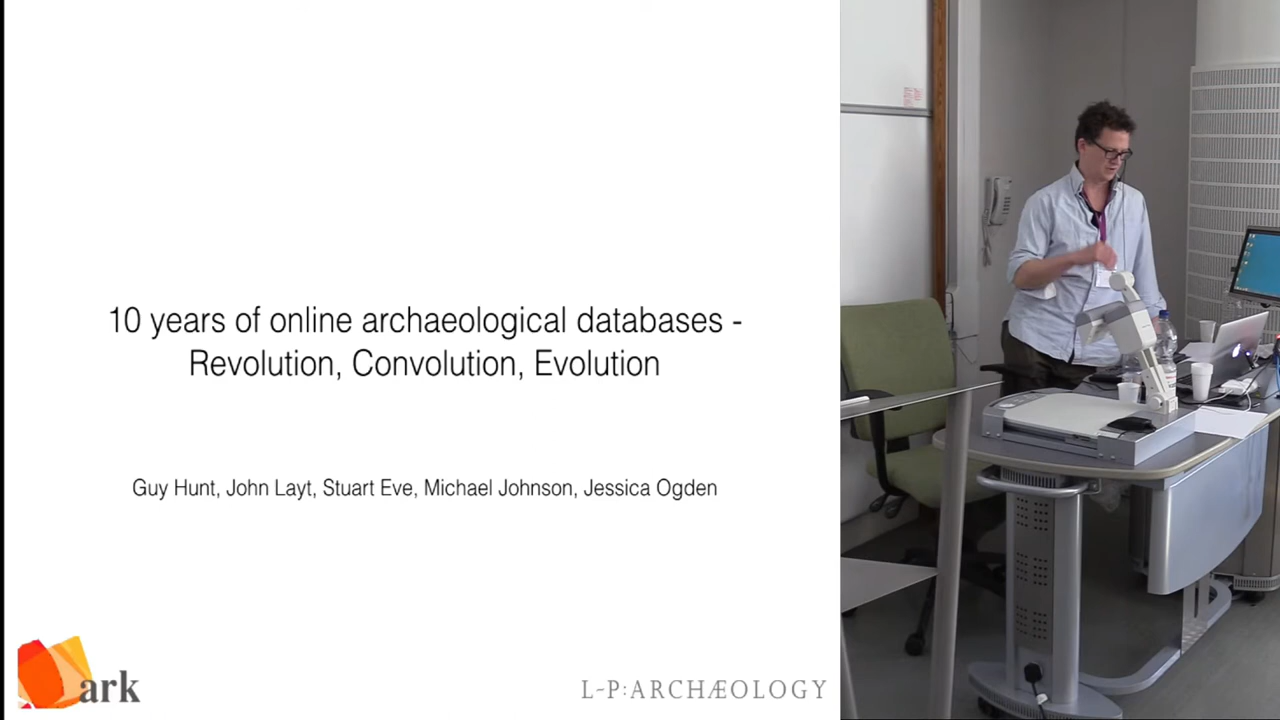 10 years of online archaeological databases -
Revolution, Convolution, Evolution
Guy Hunt, John Layt, Stuart Eve, Michael Johnson, Jessica Ogden
ark
L-P:ARCHÆOLOGY